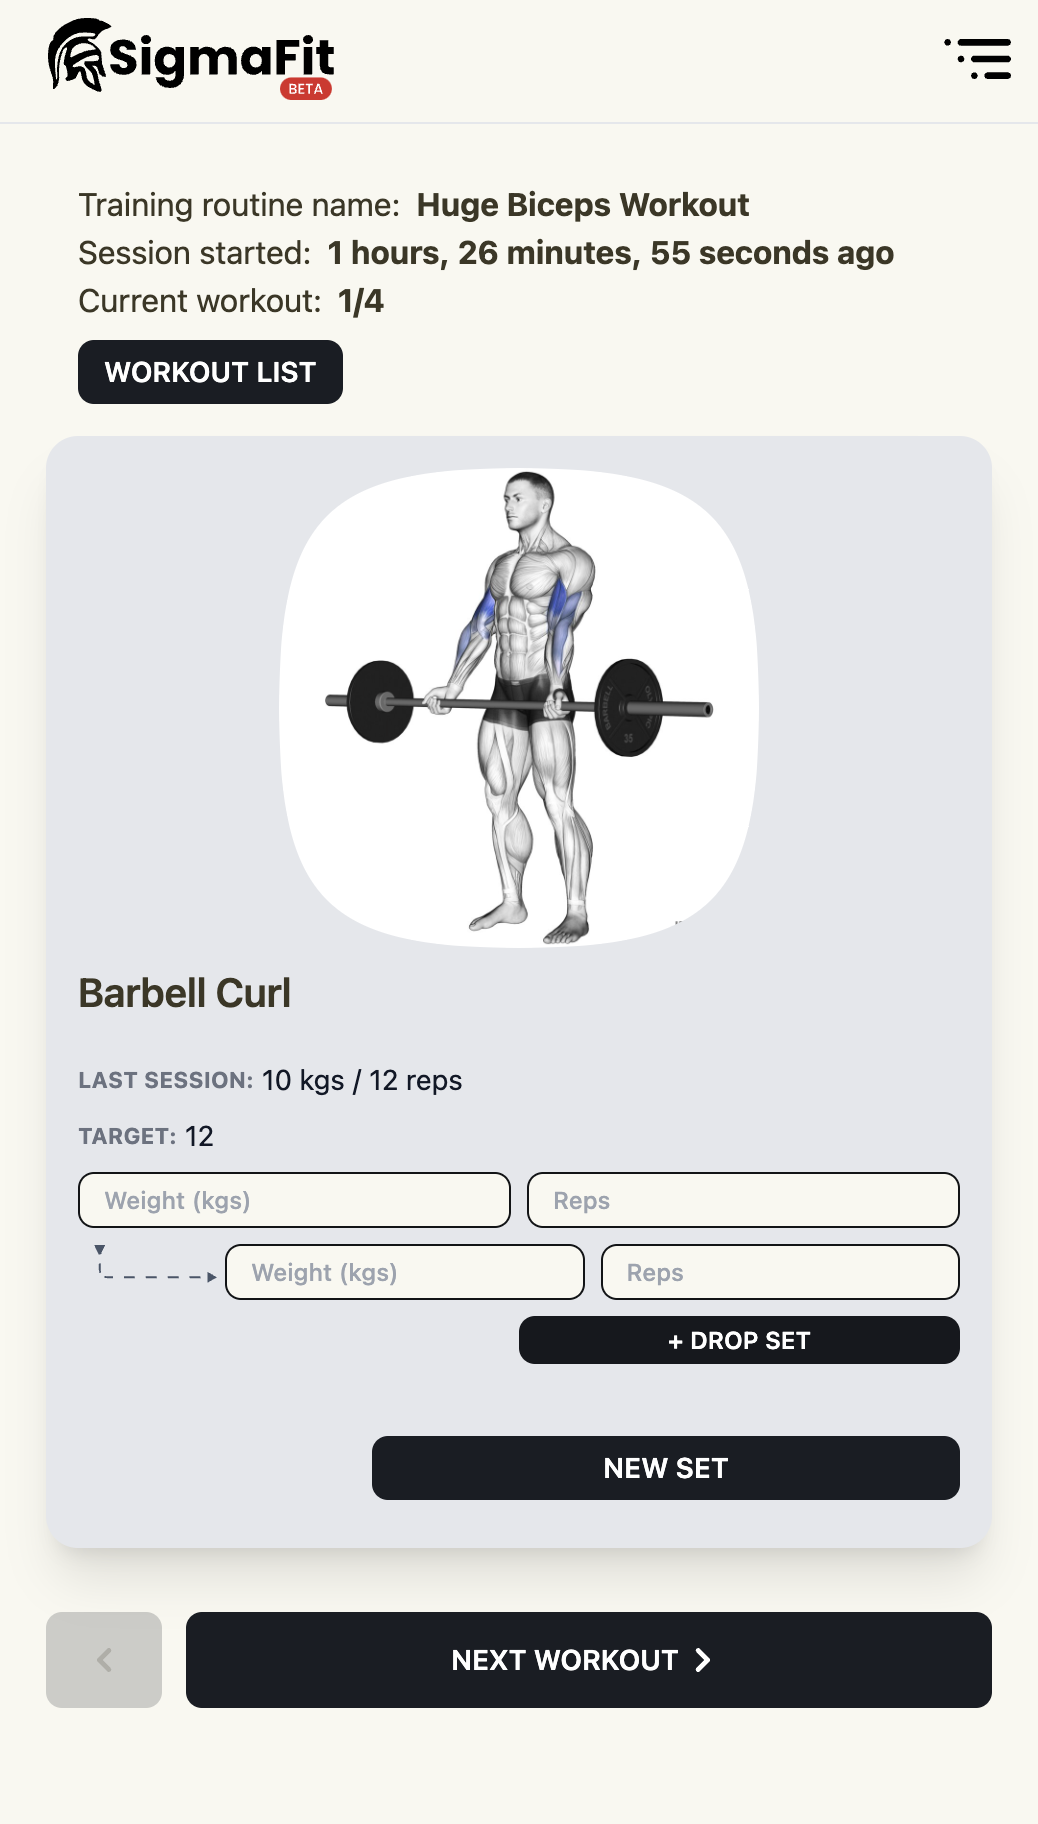 SigmaFit
BETA
Training routine name: Huge Biceps Workout
Session started: 1 hours, 26 minutes, 55 seconds ago
Current workout: 1/4
WORKOUT LIST
BARBELL
35
Barbell Curl
LAST SESSION: 10 kgs / 12 reps
TARGET: 12
Weight (kgs) Reps
Weight (kgs) Reps
+ DROP SET
NEW SET
NEXT WORKOUT